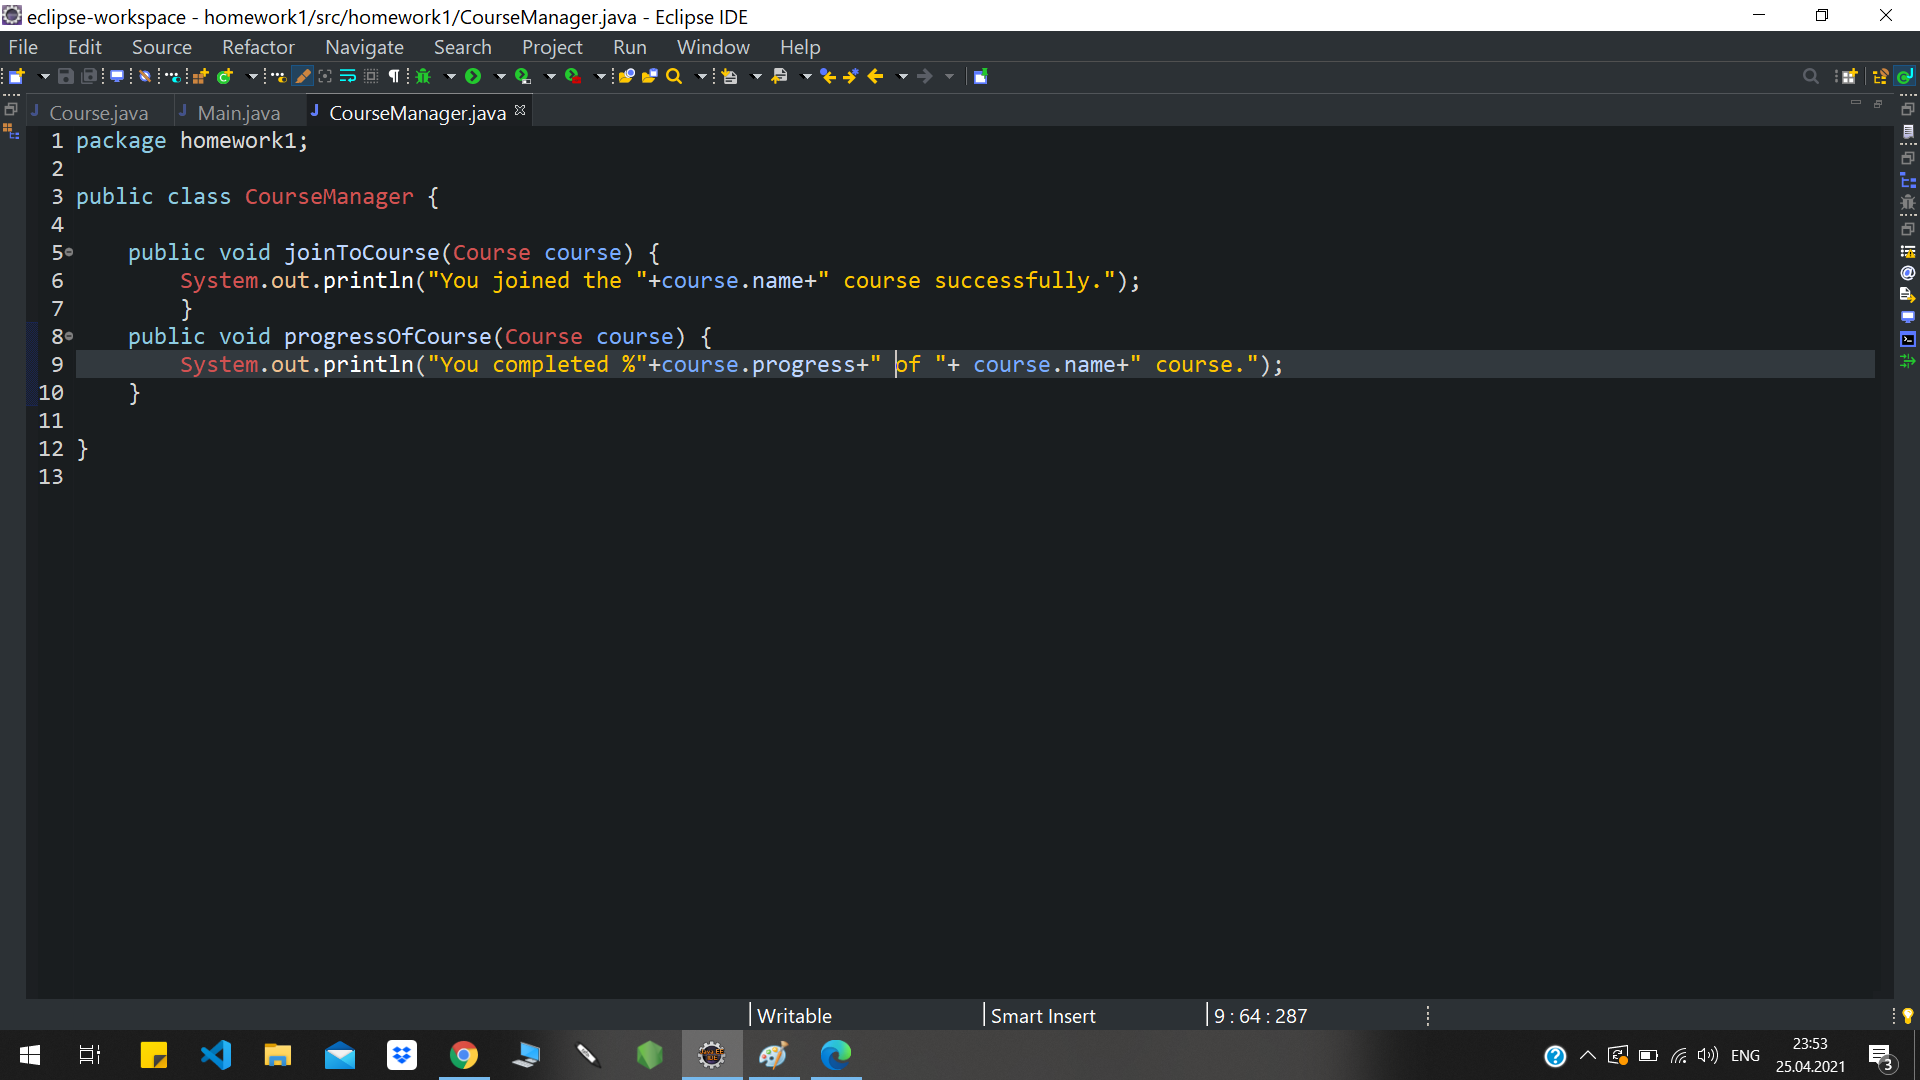 eclipse-workspace - homework1/src/homework1/CourseManager.java - Eclipse IDE
File Edit Source Refactor Navigate Search Project Run Window Help
Course.java Main.java CourseManager.java
1 package homework1;
2
3 public class CourseManager {
4
5 public void joinToCourse(Course course) {
6 System.out.println("You joined the "+course.name+" course successfully.");
7 }
8 public void progressOfCourse(Course course) {
9 System.out.println("You completed %"+course.progress+" of "+ course.name+" course.");
10 }
11
12 }
13
Writable Smart Insert 9 : 64 : 287
ENG 23:53
25.04.2021 3